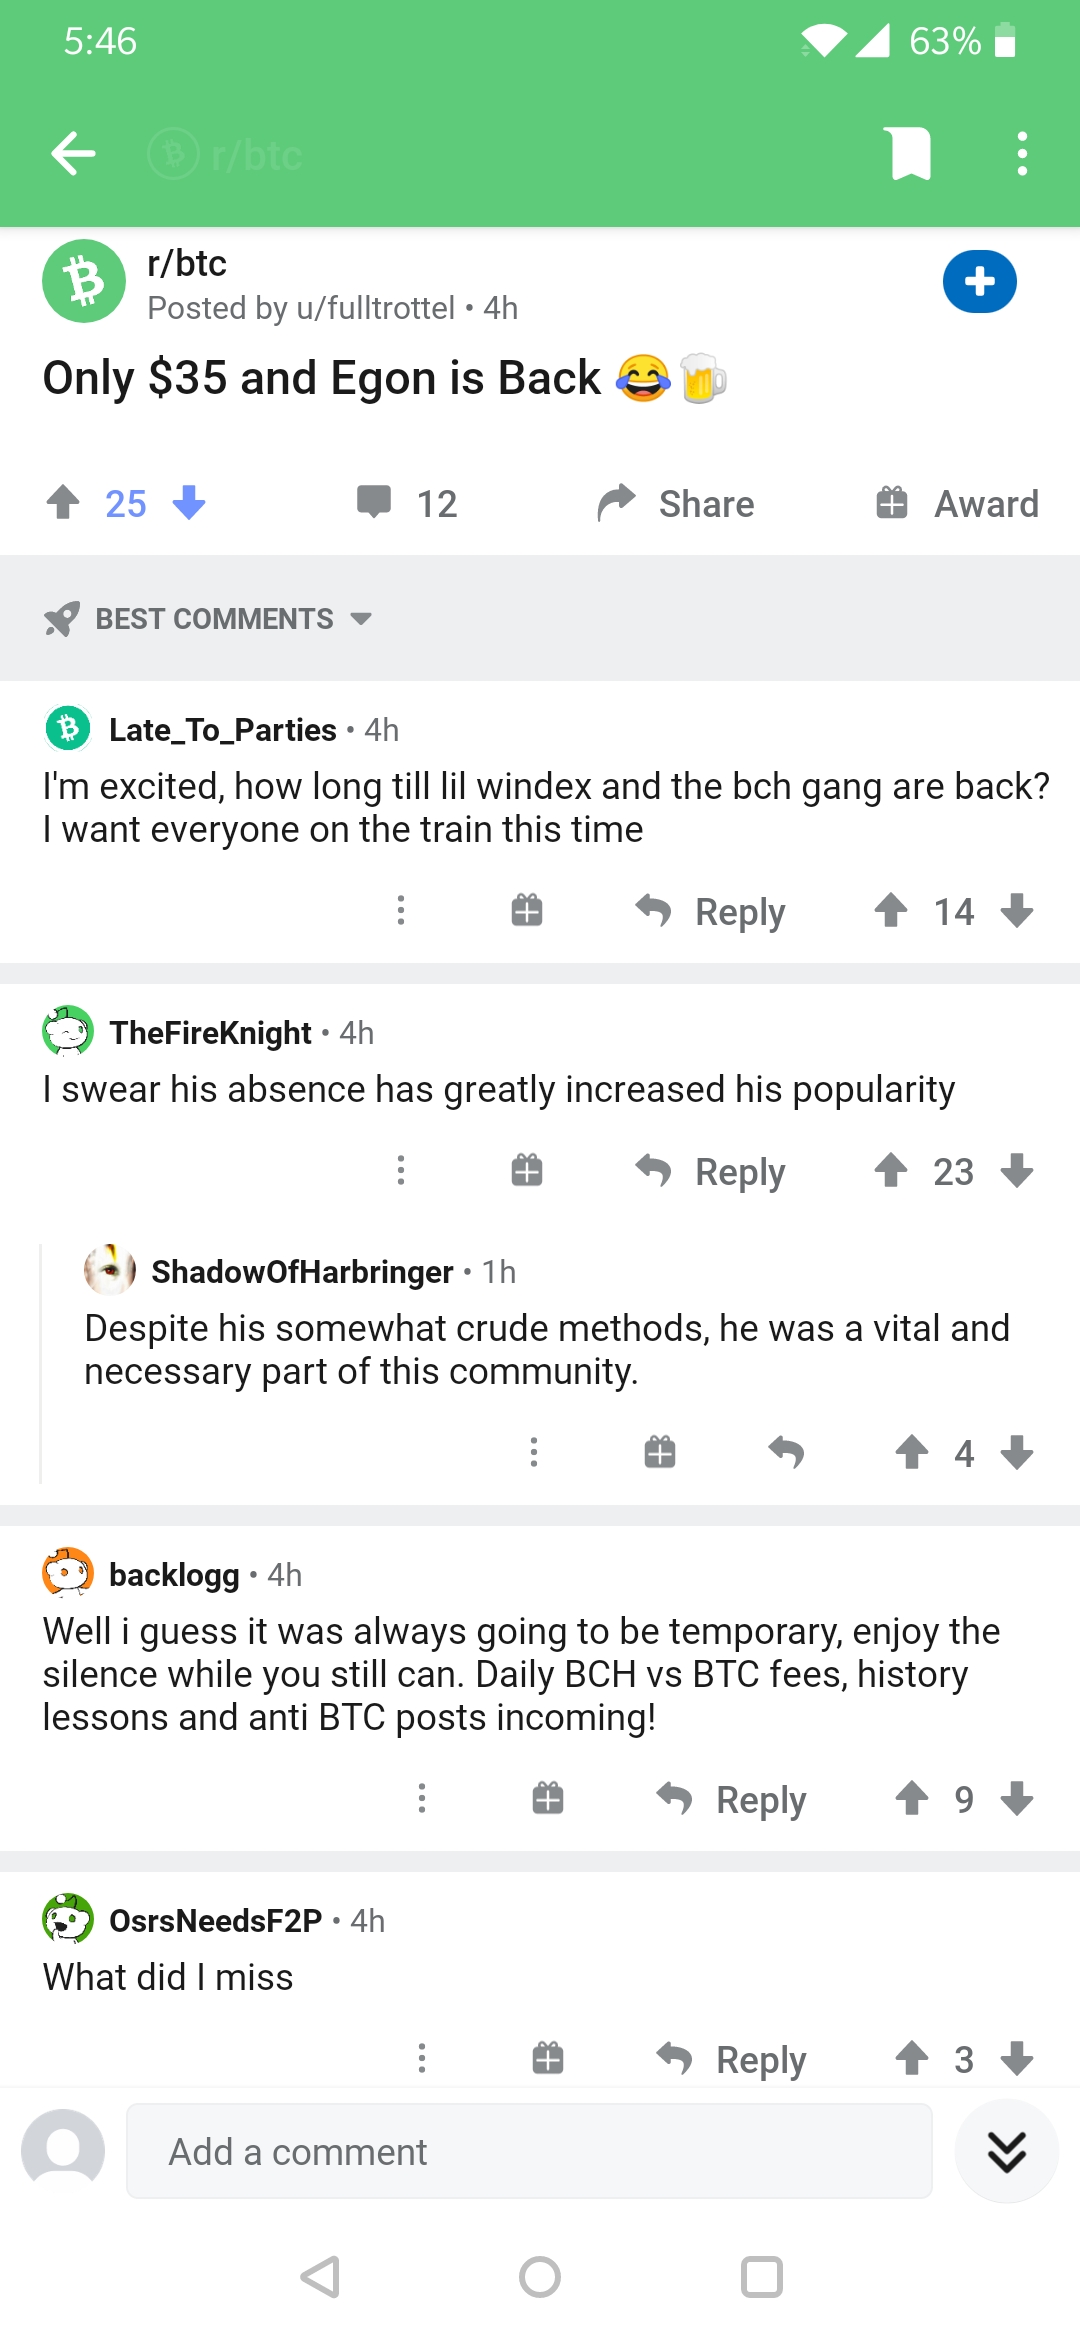 5:46
63%
r/btc
r/btc
Posted by u/fulltrottel • 4h
Only $35 and Egon is Back 😂🍺
25
12
Share
Award
BEST COMMENTS
Late_To_Parties • 4h
I'm excited, how long till lil windex and the bch gang are back?
I want everyone on the train this time
Reply
14
TheFireKnight • 4h
I swear his absence has greatly increased his popularity
Reply
23
ShadowOfHarbringer • 1h
Despite his somewhat crude methods, he was a vital and
necessary part of this community.
4
backlogg • 4h
Well i guess it was always going to be temporary, enjoy the
silence while you still can. Daily BCH vs BTC fees, history
lessons and anti BTC posts incoming!
Reply
9
OsrsNeedsF2P • 4h
What did I miss
Reply
3
Add a comment